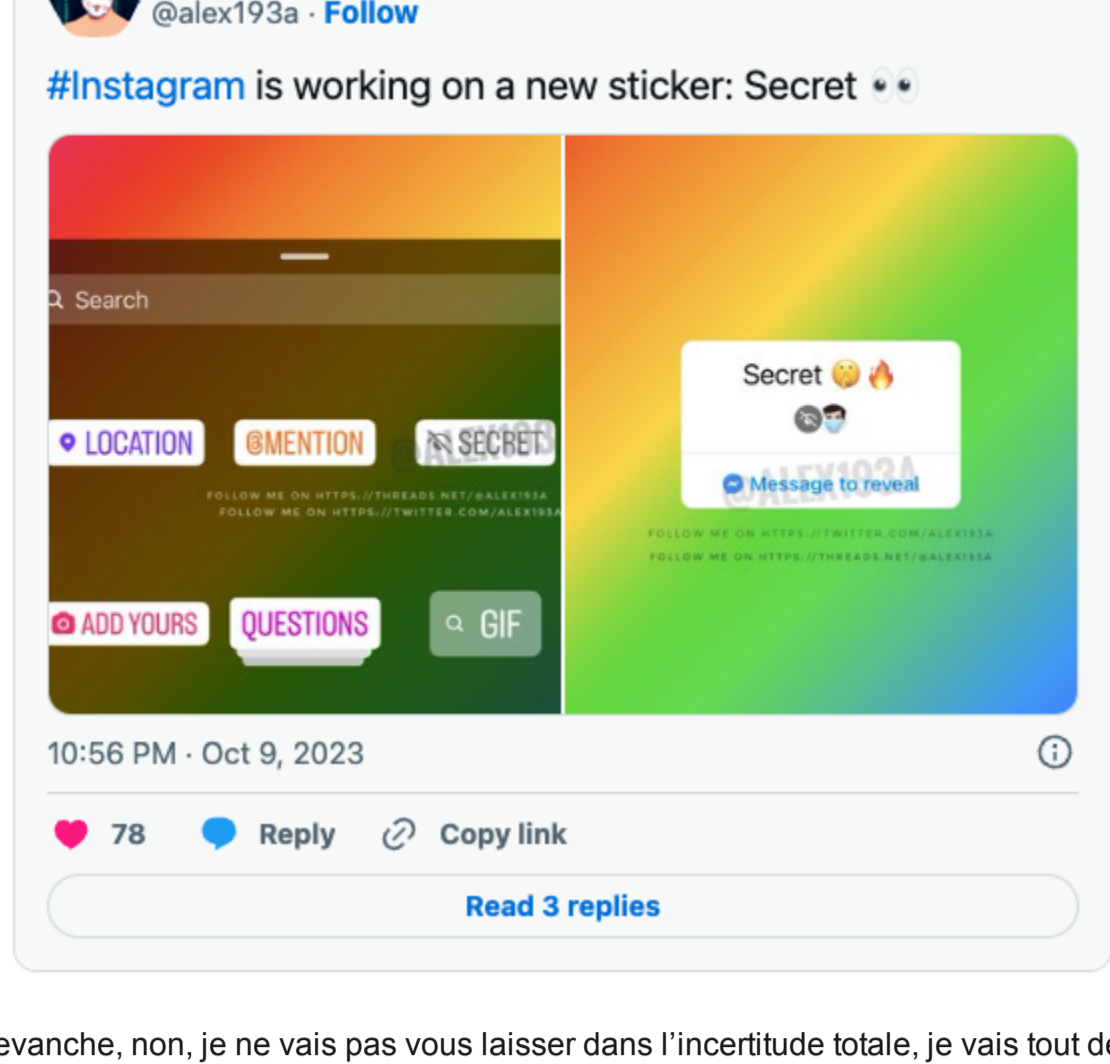 @alex193a · Follow
#Instagram is working on a new sticker: Secret 👀
Search
LOCATION
@MENTION
SECRET
@ALEX193
FOLLOW ME ON HTTPS://THREADS.NET/@ALEX193A
FOLLOW ME ON HTTPS://TWITTER.COM/ALEX193A
ADD YOURS
QUESTIONS
GIF
Secret 🤫🔥
Message to reveal
@ALEX193A
FOLLOW ME ON HTTPS://TWITTER.COM/ALEX193A
FOLLOW ME ON HTTPS://THREADS.NET/@ALEX193A
10:56 PM · Oct 9, 2023
78 Reply Copy link
Read 3 replies
evanche, non, je ne vais pas vous laisser dans l’incertitude totale, je vais tout de